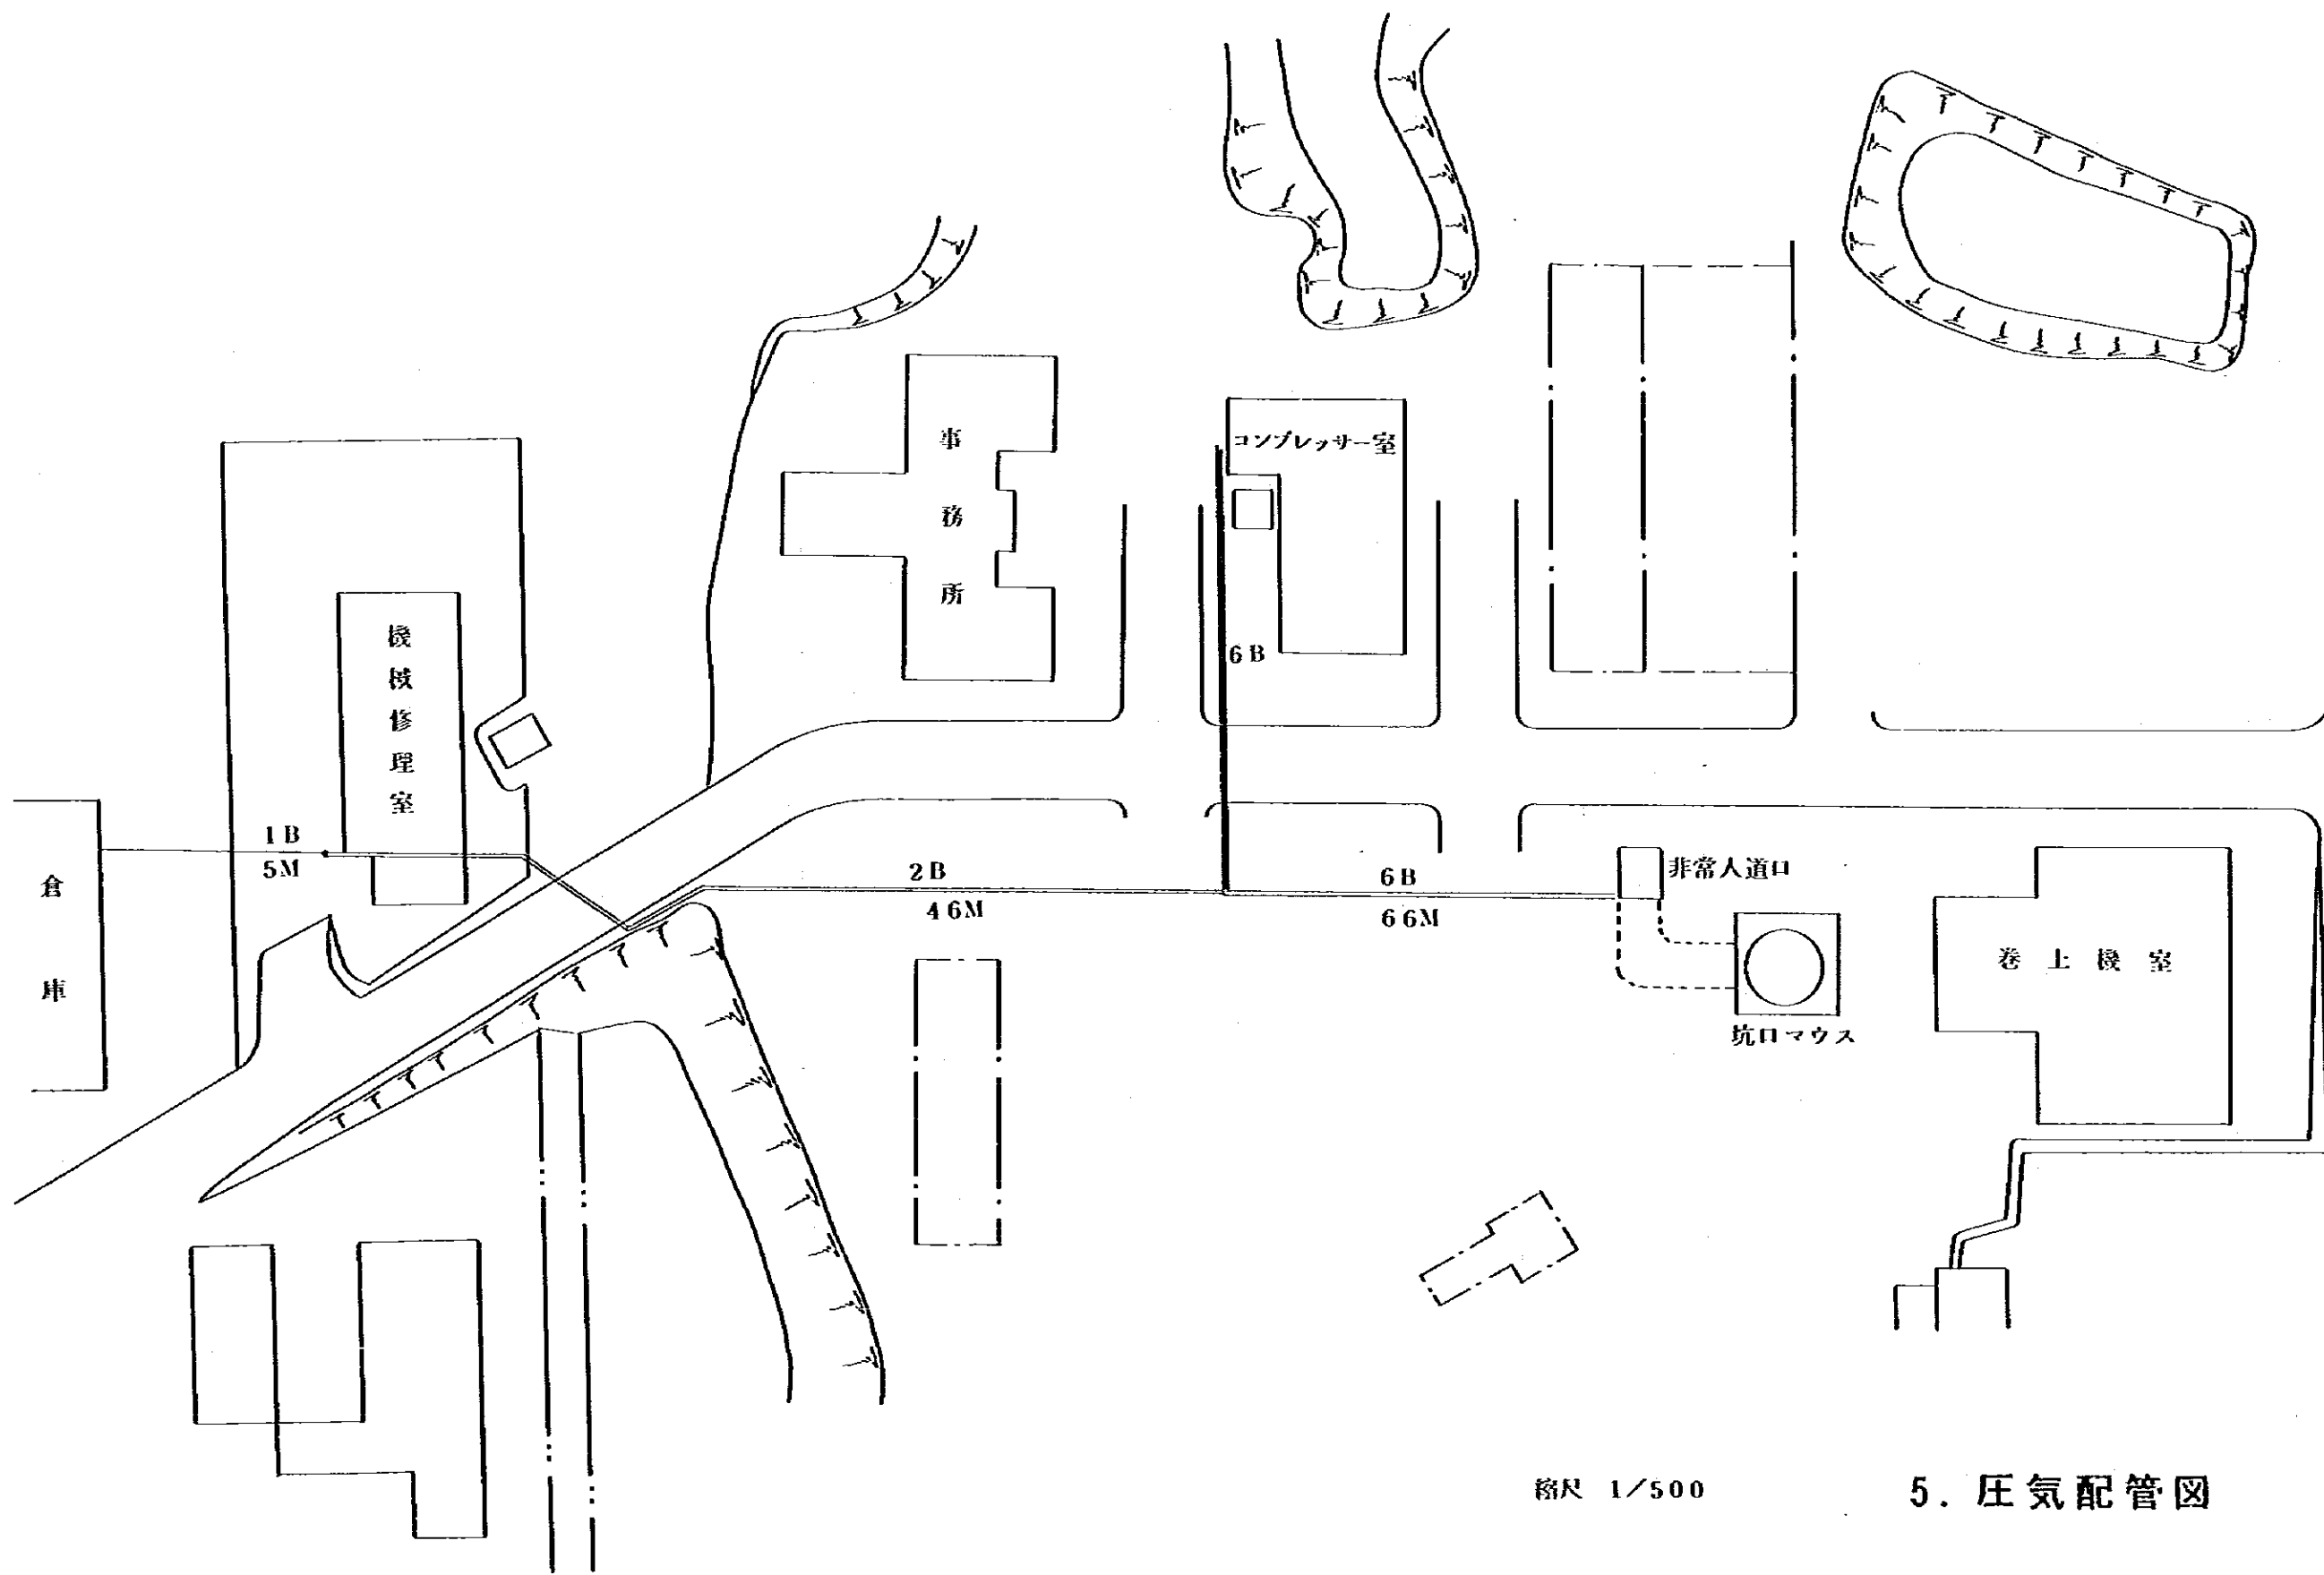 事務所
コンプレッサー室
6B
機械修理室
1B
5M
倉庫
2B
46M
6B
66M
非常人道口
巻上機室
坑口マウス
縮尺 1/500
5. 圧気配管図